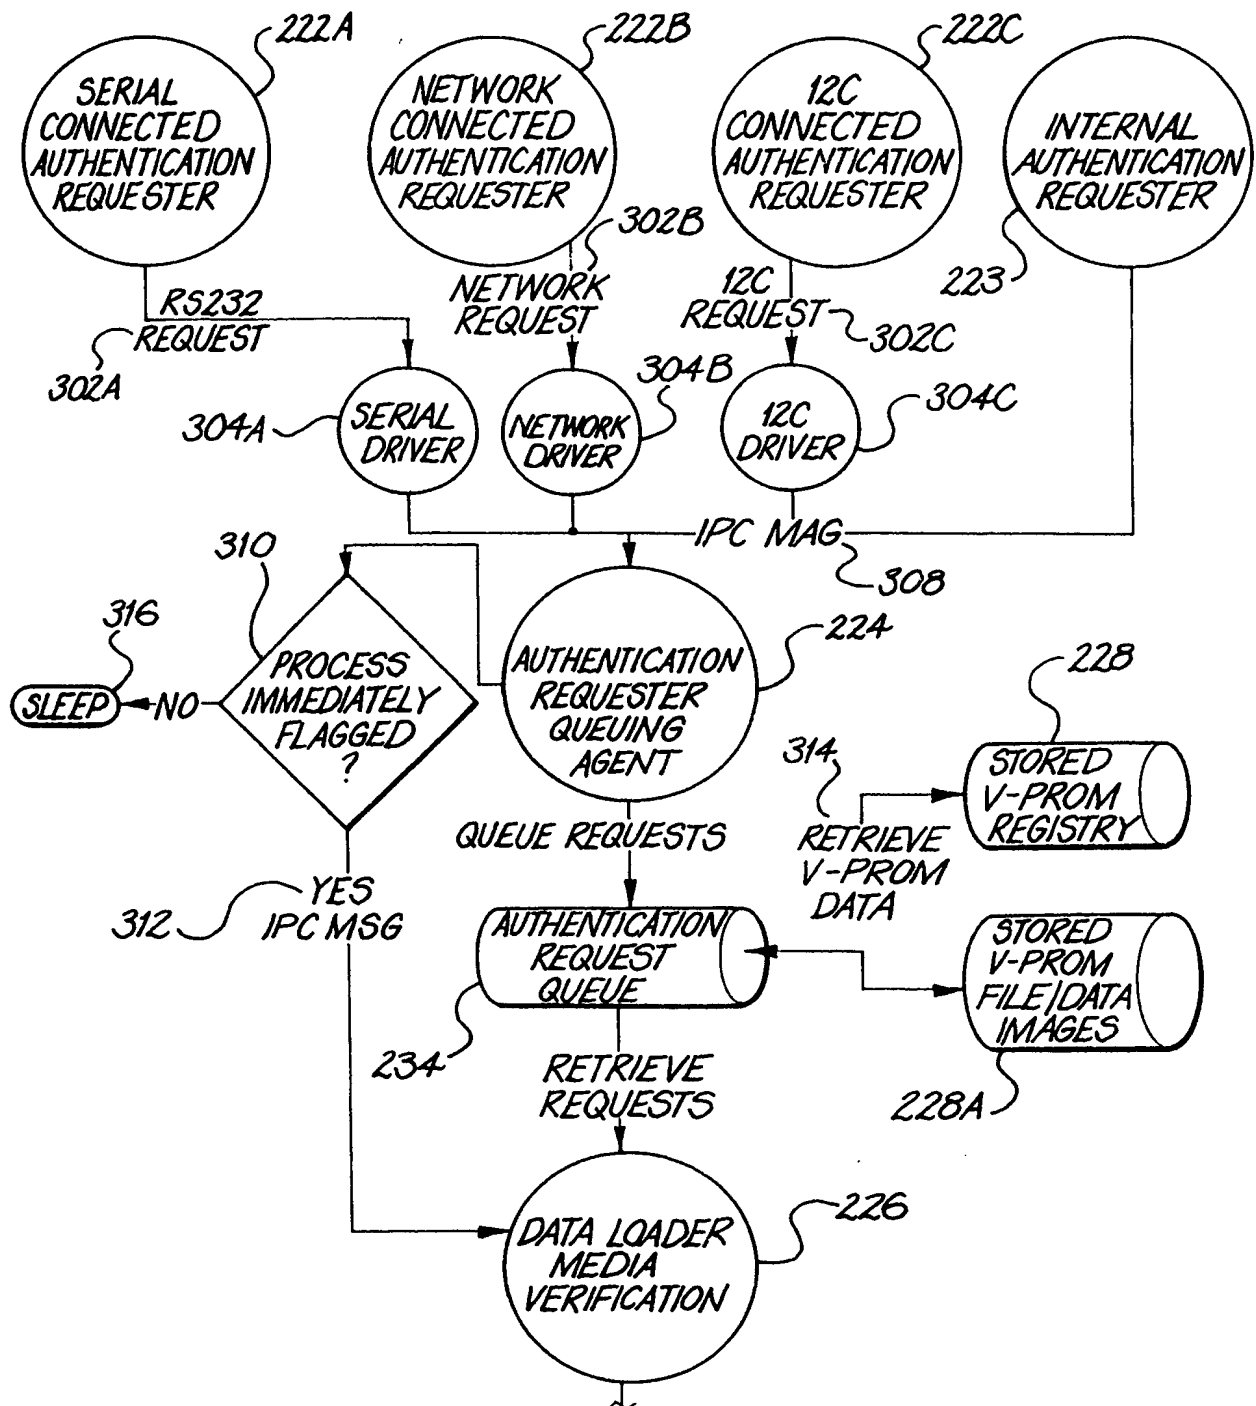 222A
222B
222C
SERIAL
CONNECTED
AUTHENTICATION
REQUESTER
NETWORK
CONNECTED
AUTHENTICATION
REQUESTER
12C
CONNECTED
AUTHENTICATION
REQUESTER
INTERNAL
AUTHENTICATION
REQUESTER
223
RS232
REQUEST
302A
302B
NETWORK
REQUEST
12C
REQUEST
302C
304A
SERIAL
DRIVER
304B
NETWORK
DRIVER
304C
12C
DRIVER
IPC MAG
308
310
316
SLEEP
NO
PROCESS
IMMEDIATELY
FLAGGED
?
224
AUTHENTICATION
REQUESTER
QUEUING
AGENT
228
STORED
V-PROM
REGISTRY
314
RETRIEVE
V-PROM
DATA
QUEUE REQUESTS
312
YES
IPC MSG
AUTHENTICATION
REQUEST
QUEUE
234
STORED
V-PROM
FILE/DATA
IMAGES
228A
RETRIEVE
REQUESTS
226
DATA LOADER
MEDIA
VERIFICATION